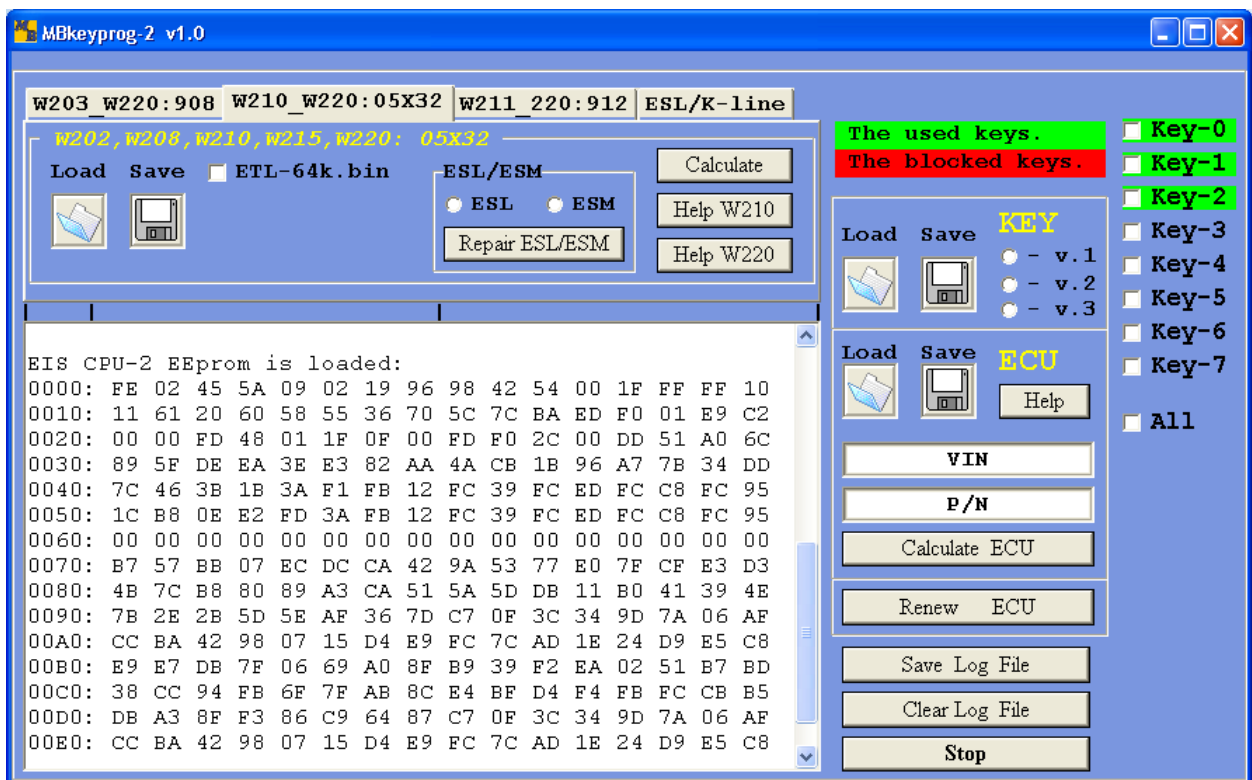 MBkeyprog-2 v1.0
W203_W220:908 W210_W220:05X32 W211_220:912 ESL/K-line
W202,W208,W210,W215,W220: 05X32
Load Save ETL-64k.bin
ESL/ESM
ESL ESM
Repair ESL/ESM
Calculate
Help W210
Help W220
EIS CPU-2 EEprom is loaded:
0000: FE 02 45 5A 09 02 19 96 98 42 54 00 1F FF FF 10
0010: 11 61 20 60 58 55 36 70 5C 7C BA ED F0 01 E9 C2
0020: 00 00 FD 48 01 1F 0F 00 FD F0 2C 00 DD 51 A0 6C
0030: 89 5F DE EA 3E E3 82 AA 4A CB 1B 96 A7 7B 34 DD
0040: 7C 46 3B 1B 3A F1 FB 12 FC 39 FC ED FC C8 FC 95
0050: 1C B8 0E E2 FD 3A FB 12 FC 39 FC ED FC C8 FC 95
0060: 00 00 00 00 00 00 00 00 00 00 00 00 00 00 00 00
0070: B7 57 BB 07 EC DC CA 42 9A 53 77 E0 7F CF E3 D3
0080: 4B 7C B8 80 89 A3 CA 51 5A 5D DB 11 B0 41 39 4E
0090: 7B 2E 2B 5D 5E AF 36 7D C7 0F 3C 34 9D 7A 06 AF
00A0: CC BA 42 98 07 15 D4 E9 FC 7C AD 1E 24 D9 E5 C8
00B0: E9 E7 DB 7F 06 69 A0 8F B9 39 F2 EA 02 51 B7 BD
00C0: 38 CC 94 FB 6F 7F AB 8C E4 BF D4 F4 FB FC CB B5
00D0: DB A3 8F F3 86 C9 64 87 C7 0F 3C 34 9D 7A 06 AF
00E0: CC BA 42 98 07 15 D4 E9 FC 7C AD 1E 24 D9 E5 C8
The used keys.
The blocked keys.
Load Save KEY
- v.1
- v.2
- v.3
Load Save ECU
Help
VIN
P/N
Calculate ECU
Renew ECU
Save Log File
Clear Log File
Stop
Key-0
Key-1
Key-2
Key-3
Key-4
Key-5
Key-6
Key-7
All